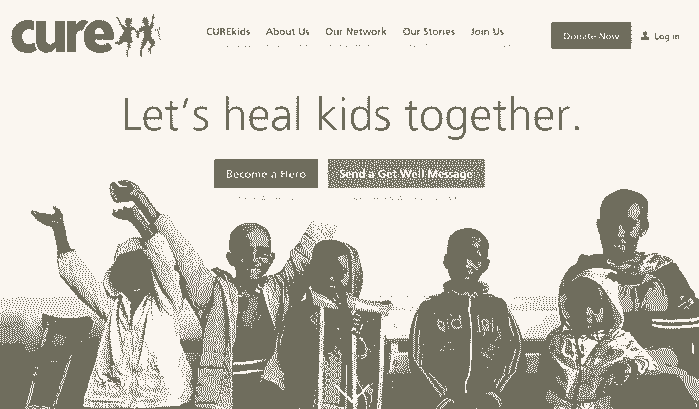 cure
CUREkids About Us Our Network Our Stories Join Us
Donate Now
Log in
Let's heal kids together.
Become a Hero
Send a Get Well Message